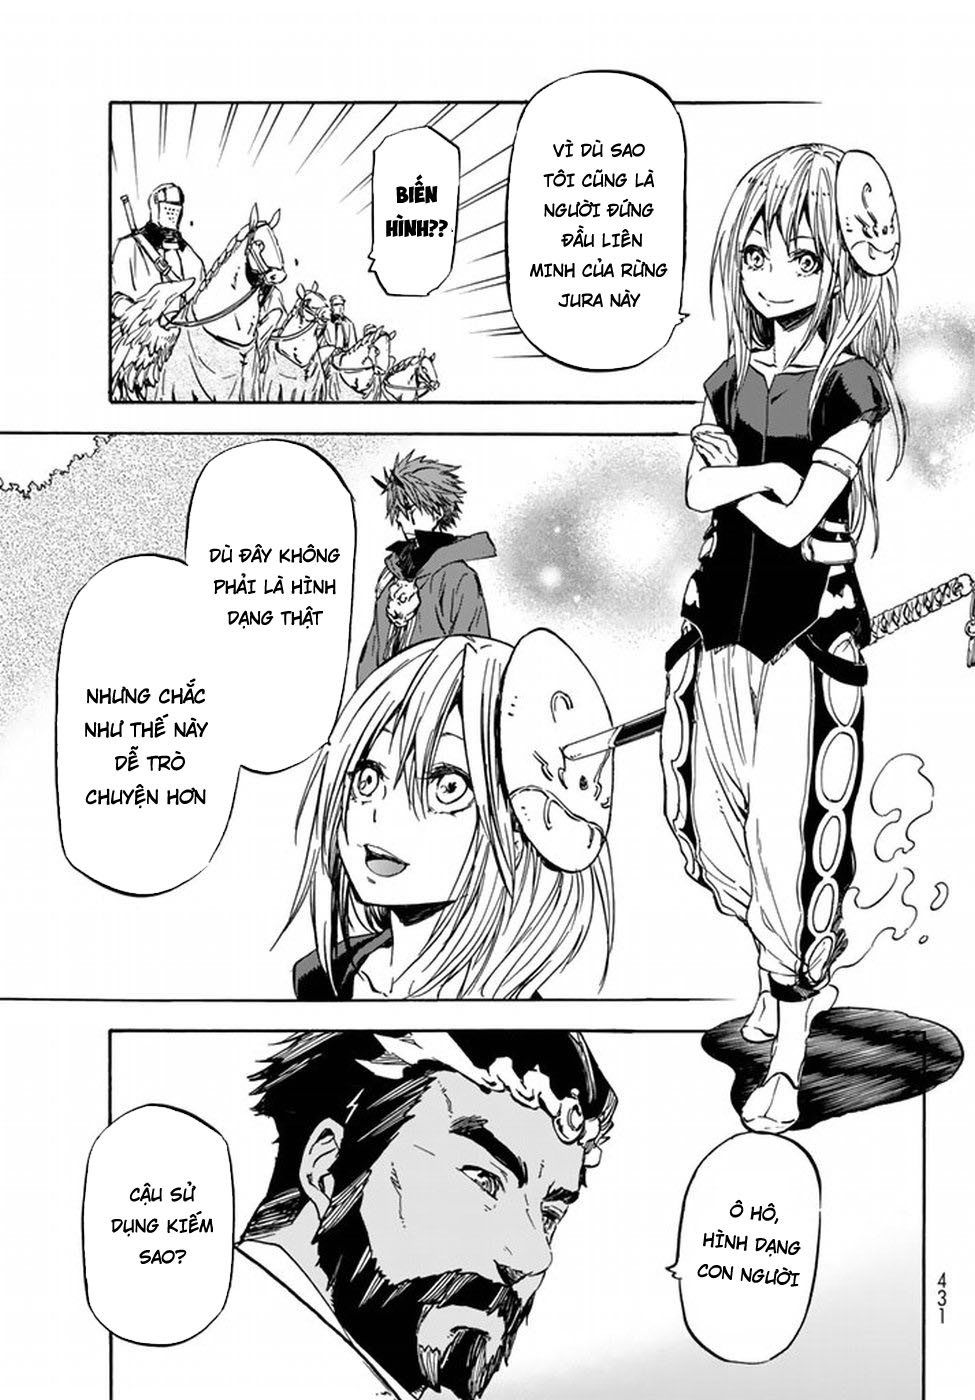 VÌ DÙ SAO
TÔI CŨNG LÀ
NGƯỜI ĐỨNG
ĐẦU LIÊN
MINH CỦA RỪNG
JURA NÀY
BIẾN
HÌNH??
DÙ ĐÂY KHÔNG
PHẢI LÀ HÌNH
DẠNG THẬT
NHƯNG CHẮC
NHƯ THẾ NÀY
DỄ TRÒ
CHUYỆN HƠN
Ô HÔ,
HÌNH DẠNG
CON NGƯỜI
CẬU SỬ
DỤNG KIẾM
SAO?
431